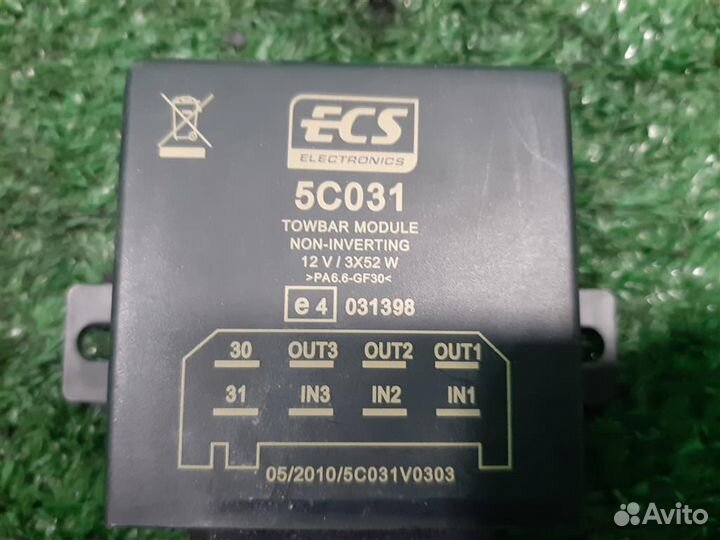 ECS
ELECTRONICS
5C031
TOWBAR MODULE
NON-INVERTING
12 V / 3X52 W
>PA6.6-GF30<
e4 031398
30 OUT3 OUT2 OUT1
31 IN3 IN2 IN1
05/2010/5C031V0303
Avito